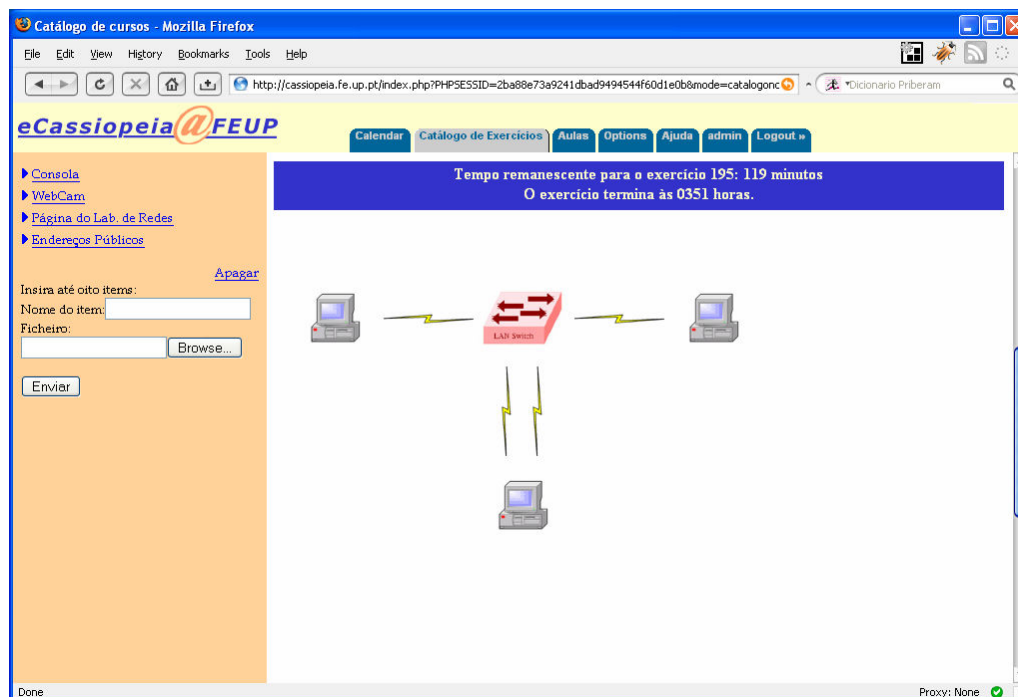 Catálogo de cursos - Mozilla Firefox
File Edit View History Bookmarks Tools Help
http://cassiopeia.fe.up.pt/index.php?PHPSESSID=2ba88e73a9241dbad9494544f60d1e0b&mode=catalogonc
Dicionario Priberam
eCassiopeia@FEUP
Calendar Catálogo de Exercícios Aulas Options Ajuda admin Logout »
Consola
WebCam
Página do Lab. de Redes
Endereços Públicos
Apagar
Insira até oito items:
Nome do item:
Ficheiro:
Browse...
Enviar
Tempo remanescente para o exercício 195: 119 minutos
O exercício termina às 0351 horas.
LAN Switch
Done
Proxy: None